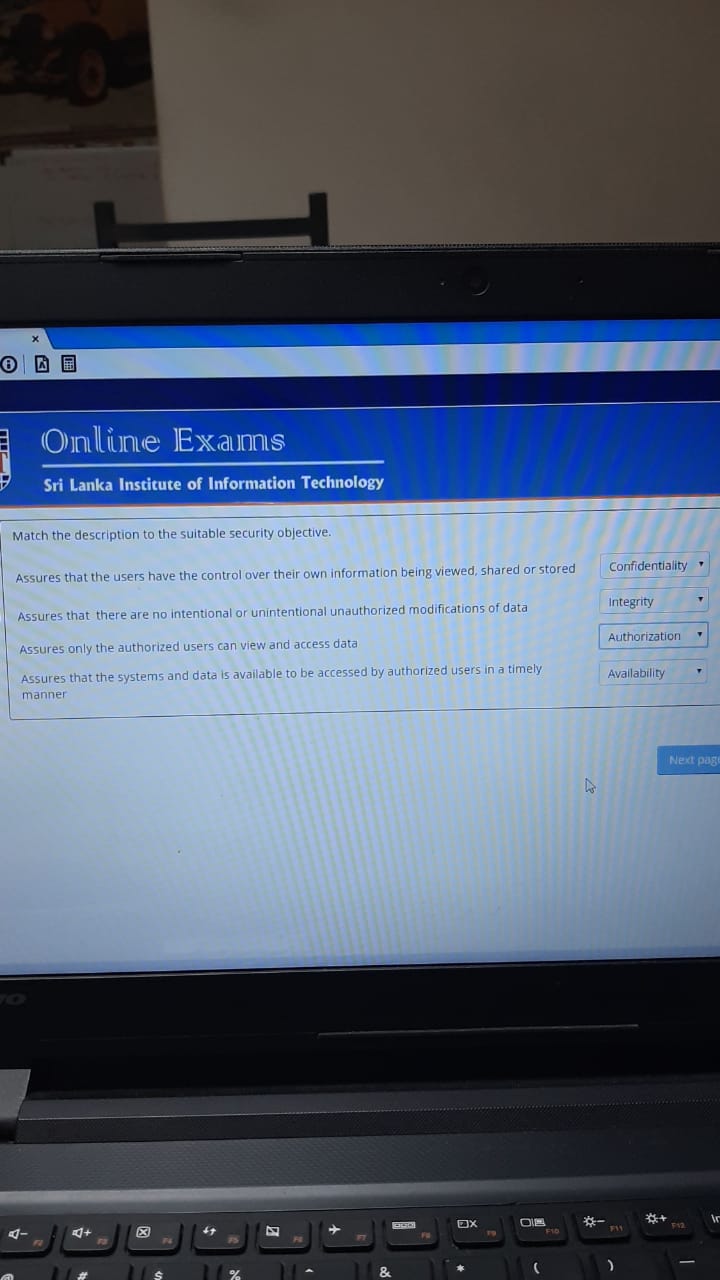 x
Online Exams
Sri Lanka Institute of Information Technology
Match the description to the suitable security objective.
Assures that the users have the control over their own information being viewed, shared or stored
Confidentiality
Assures that there are no intentional or unintentional unauthorized modifications of data
Integrity
Assures only the authorized users can view and access data
Authorization
Assures that the systems and data is available to be accessed by authorized users in a timely
manner
Availability
Next page
F2 F3 F4 F5 F6 F7 F8 F9 F10 F11 F12
# $ % ^ & * ( ) —